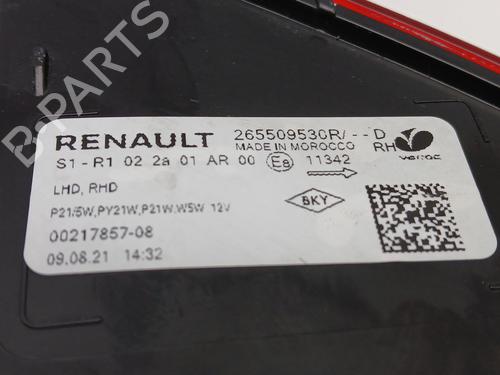 RENAULT 265509530R/--D
MADE IN MOROCCO RH valeo
S1-R1 02 2a 01 AR 00 E8 11342
LHD, RHD
P21/5W,PY21W,P21W,W5W 12V
BKY
00217857-08
09.08.21 14:32
B-PARTS